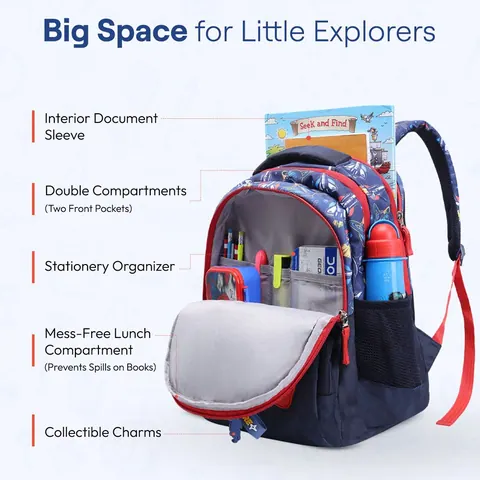 Big Space for Little Explorers
Interior Document
Sleeve
Seek and Find
Double Compartments
(Two Front Pockets)
Stationery Organizer
Mess-Free Lunch
Compartment
(Prevents Spills on Books)
Collectible Charms